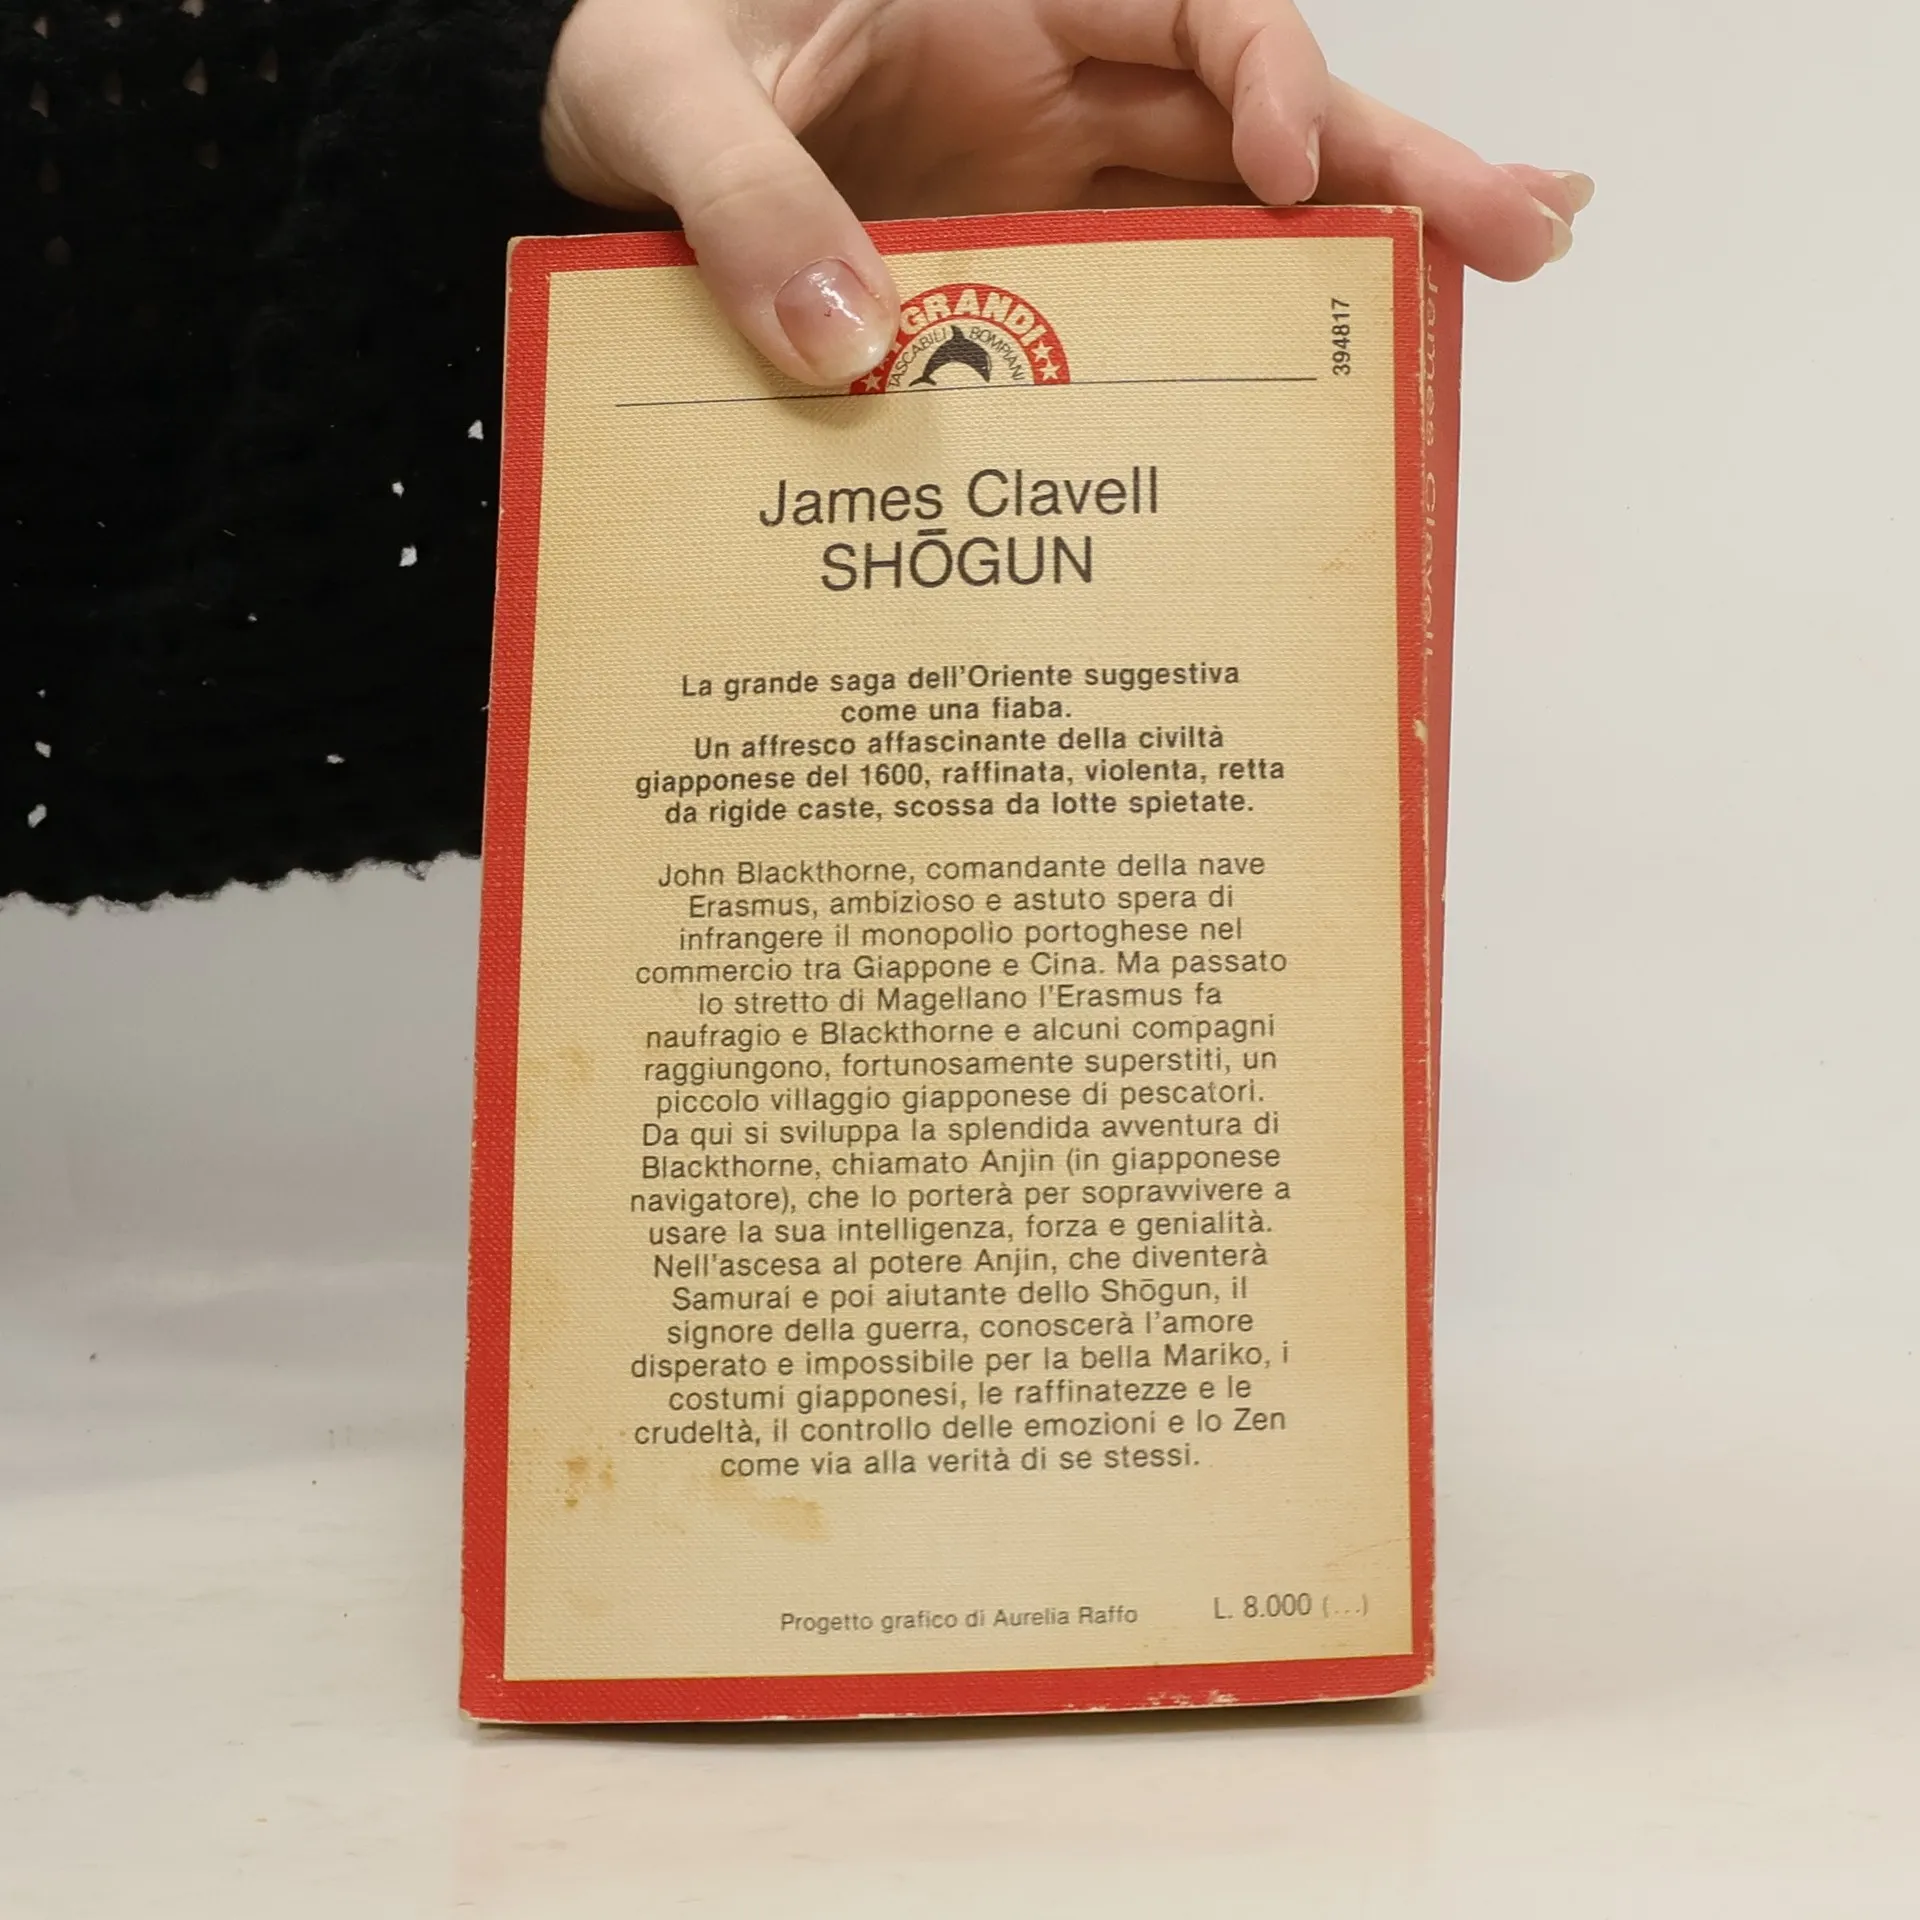 I GRANDI
TASCABILI BOMPIANI
394817
James Clavell
SHŌGUN
La grande saga dell'Oriente suggestiva
come una fiaba.
Un affresco affascinante della civiltà
giapponese del 1600, raffinata, violenta, retta
da rigide caste, scossa da lotte spietate.
John Blackthorne, comandante della nave
Erasmus, ambizioso e astuto spera di
infrangere il monopolio portoghese nel
commercio tra Giappone e Cina. Ma passato
lo stretto di Magellano l'Erasmus fa
naufragio e Blackthorne e alcuni compagni
raggiungono, fortunosamente superstiti, un
piccolo villaggio giapponese di pescatori.
Da qui si sviluppa la splendida avventura di
Blackthorne, chiamato Anjin (in giapponese
navigatore), che lo porterà per sopravvivere a
usare la sua intelligenza, forza e genialità.
Nell'ascesa al potere Anjin, che diventerà
Samurai e poi aiutante dello Shōgun, il
signore della guerra, conoscerà l'amore
disperato e impossibile per la bella Mariko, i
costumi giapponesi, le raffinatezze e le
crudeltà, il controllo delle emozioni e lo Zen
come via alla verità di se stessi.
Progetto grafico di Aurelia Raffo
L. 8.000 (...)
James Clavell